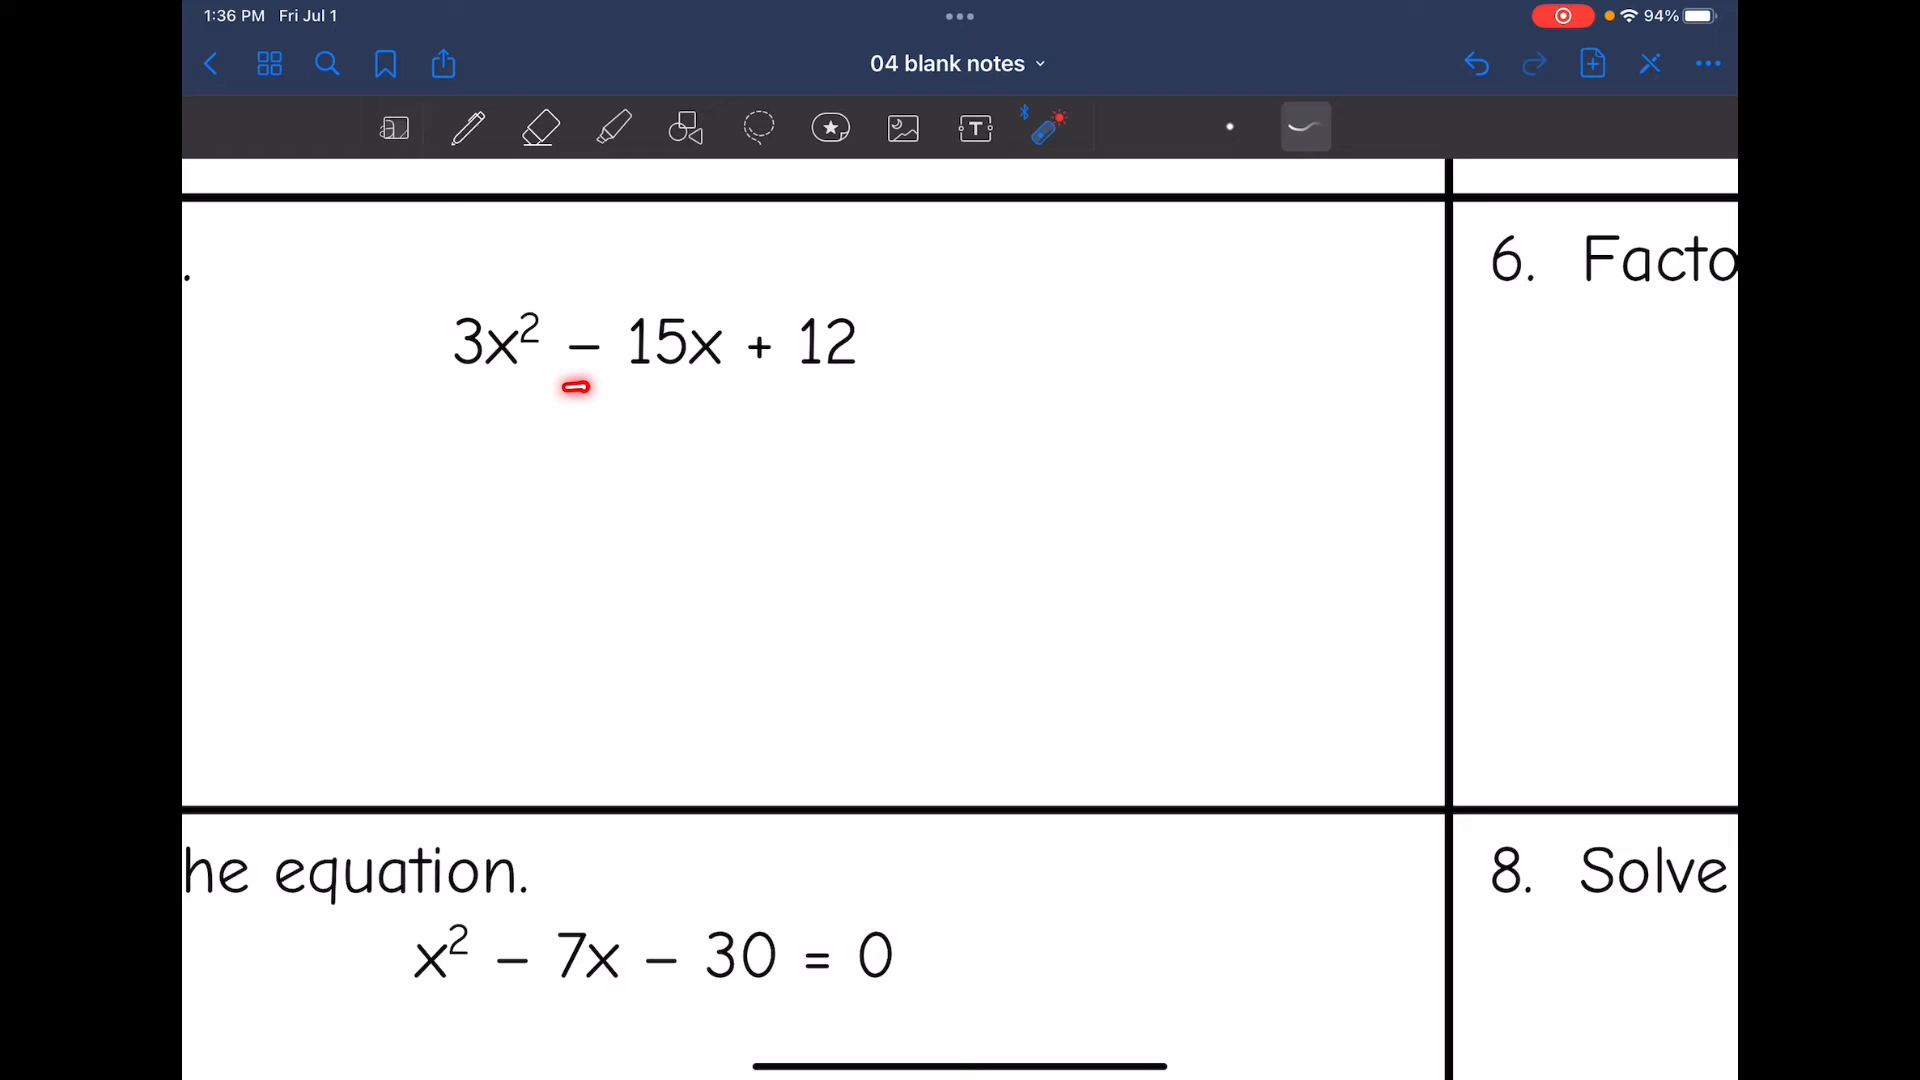 1:36 PM Fri Jul 1
94%
04 blank notes
T
.
3x² – 15x + 12
6. Facto
he equation.
x² – 7x – 30 = 0
8. Solve